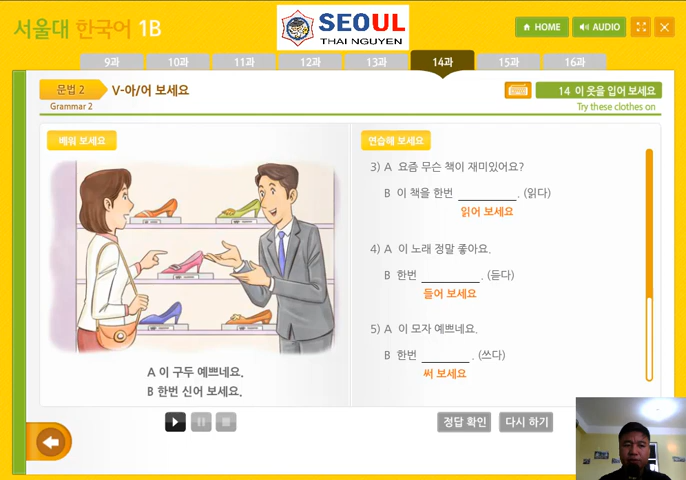 서울대 한국어 1B
SEOUL
THAI NGUYEN
HOME
AUDIO
9과
10과
11과
12과
13과
14과
15과
16과
문법 2
V-아/어 보세요
14 이 옷을 입어 보세요
Grammar 2
Try these clothes on
배워 보세요
연습해 보세요
3) A 요즘 무슨 책이 재미있어요?
B 이 책을 한번 ________. (읽다)
읽어 보세요
4) A 이 노래 정말 좋아요.
B 한번 ________. (듣다)
들어 보세요
5) A 이 모자 예쁘네요.
B 한번 ________. (쓰다)
써 보세요
A 이 구두 예쁘네요.
B 한번 신어 보세요.
정답 확인
다시 하기